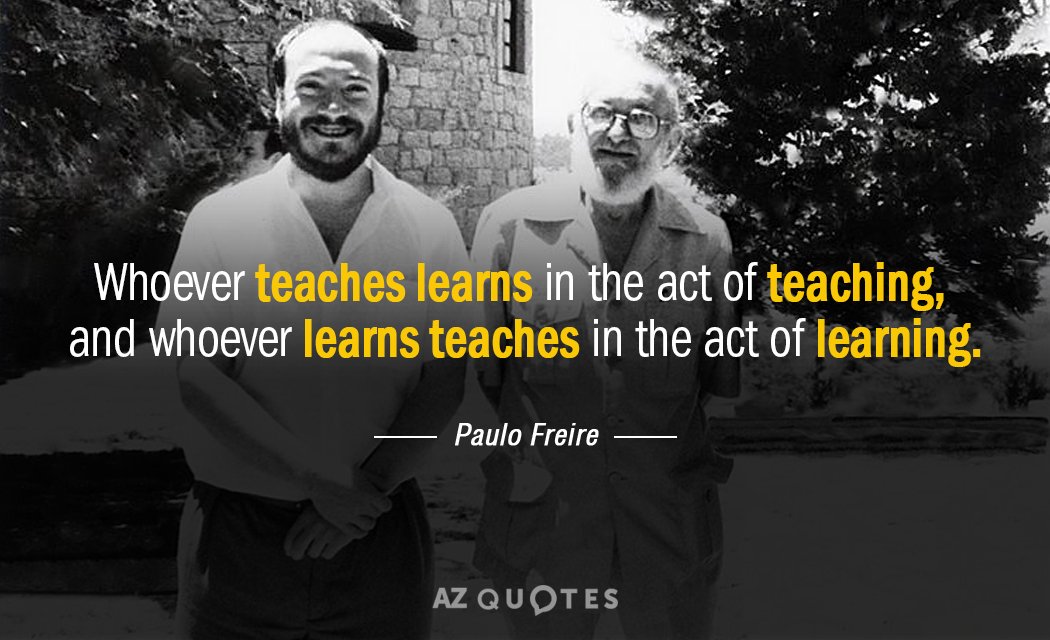 Whoever teaches learns in the act of teaching,
and whoever learns teaches in the act of learning.
Paulo Freire
AZ QUOTES